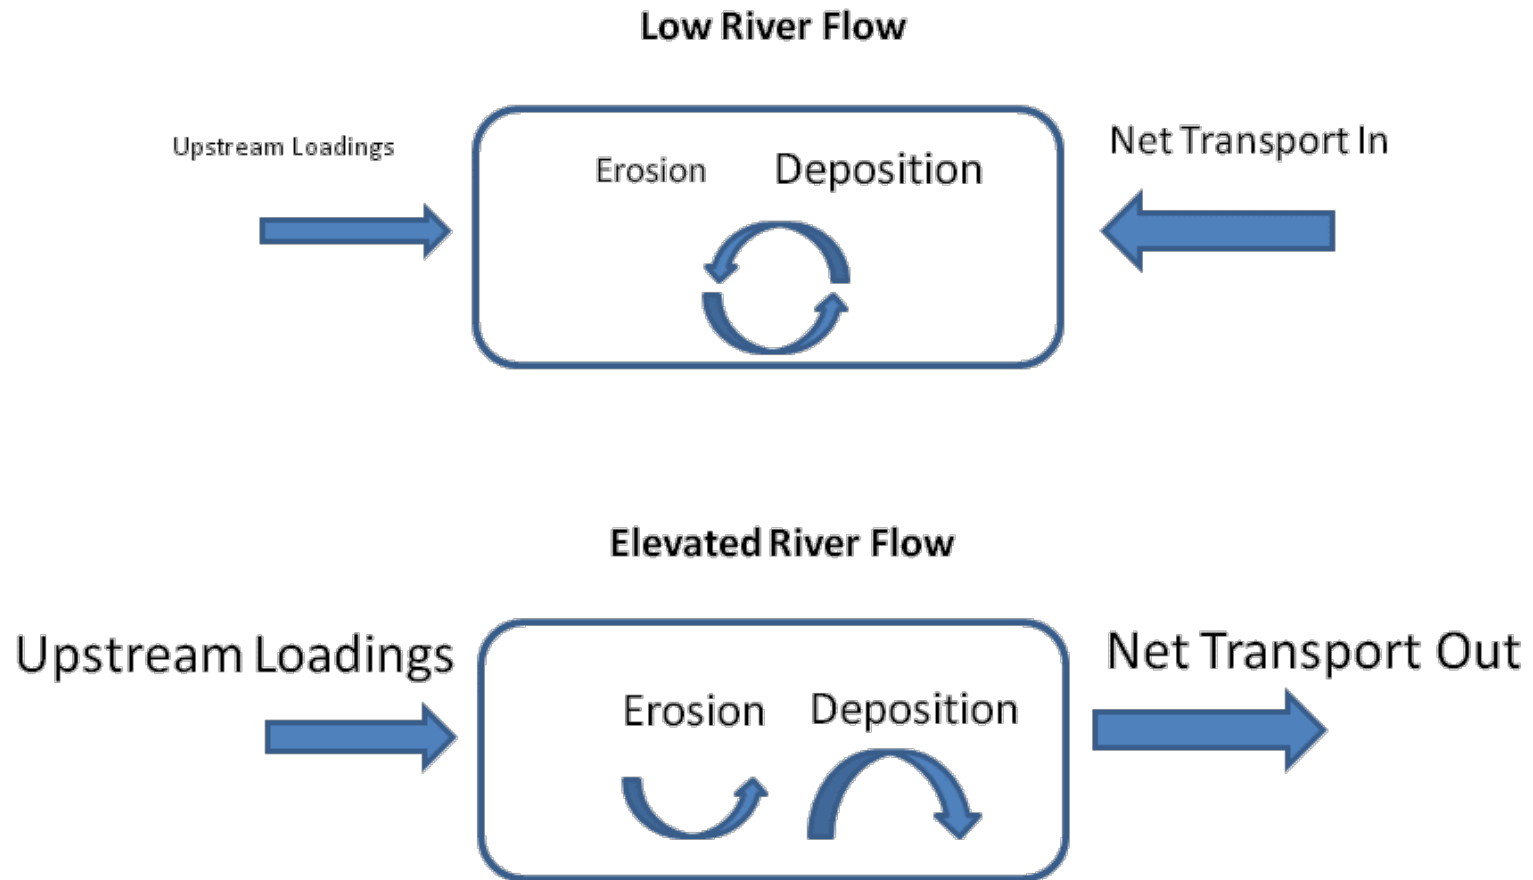 Low River Flow
Upstream Loadings
Erosion
Deposition
Net Transport In
Elevated River Flow
Upstream Loadings
Erosion
Deposition
Net Transport Out